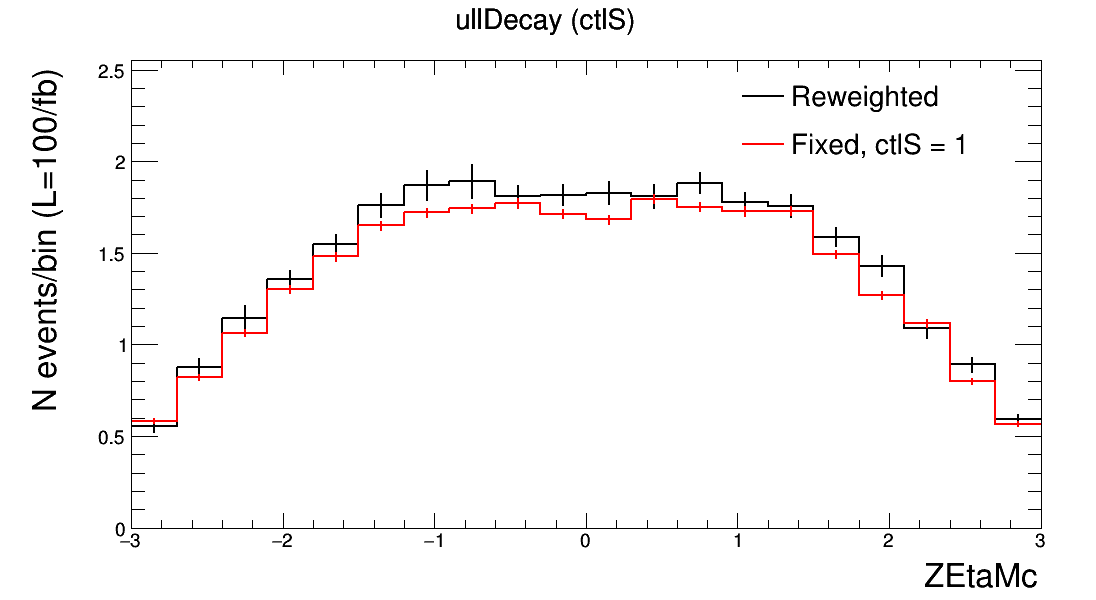 ullDecay (ctlS)
N events/bin (L=100/fb)
2.5
2
1.5
1
0.5
0
Reweighted
Fixed, ctlS = 1
−3
−2
−1
0
1
2
3
ZEtaMc